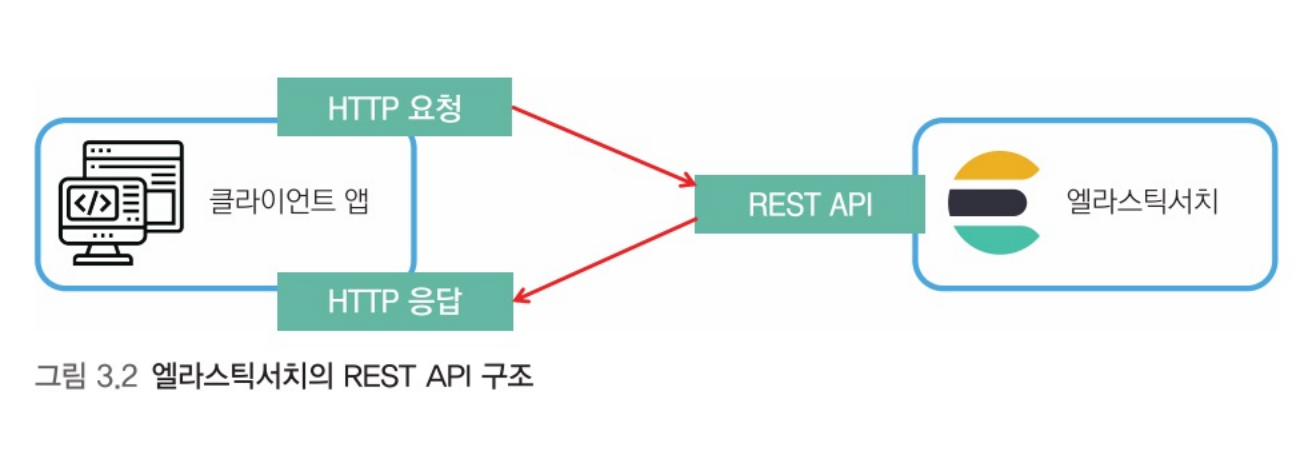 HTTP 요청
클라이언트 앱
REST API
엘라스틱서치
HTTP 응답
그림 3.2 엘라스틱서치의 REST API 구조